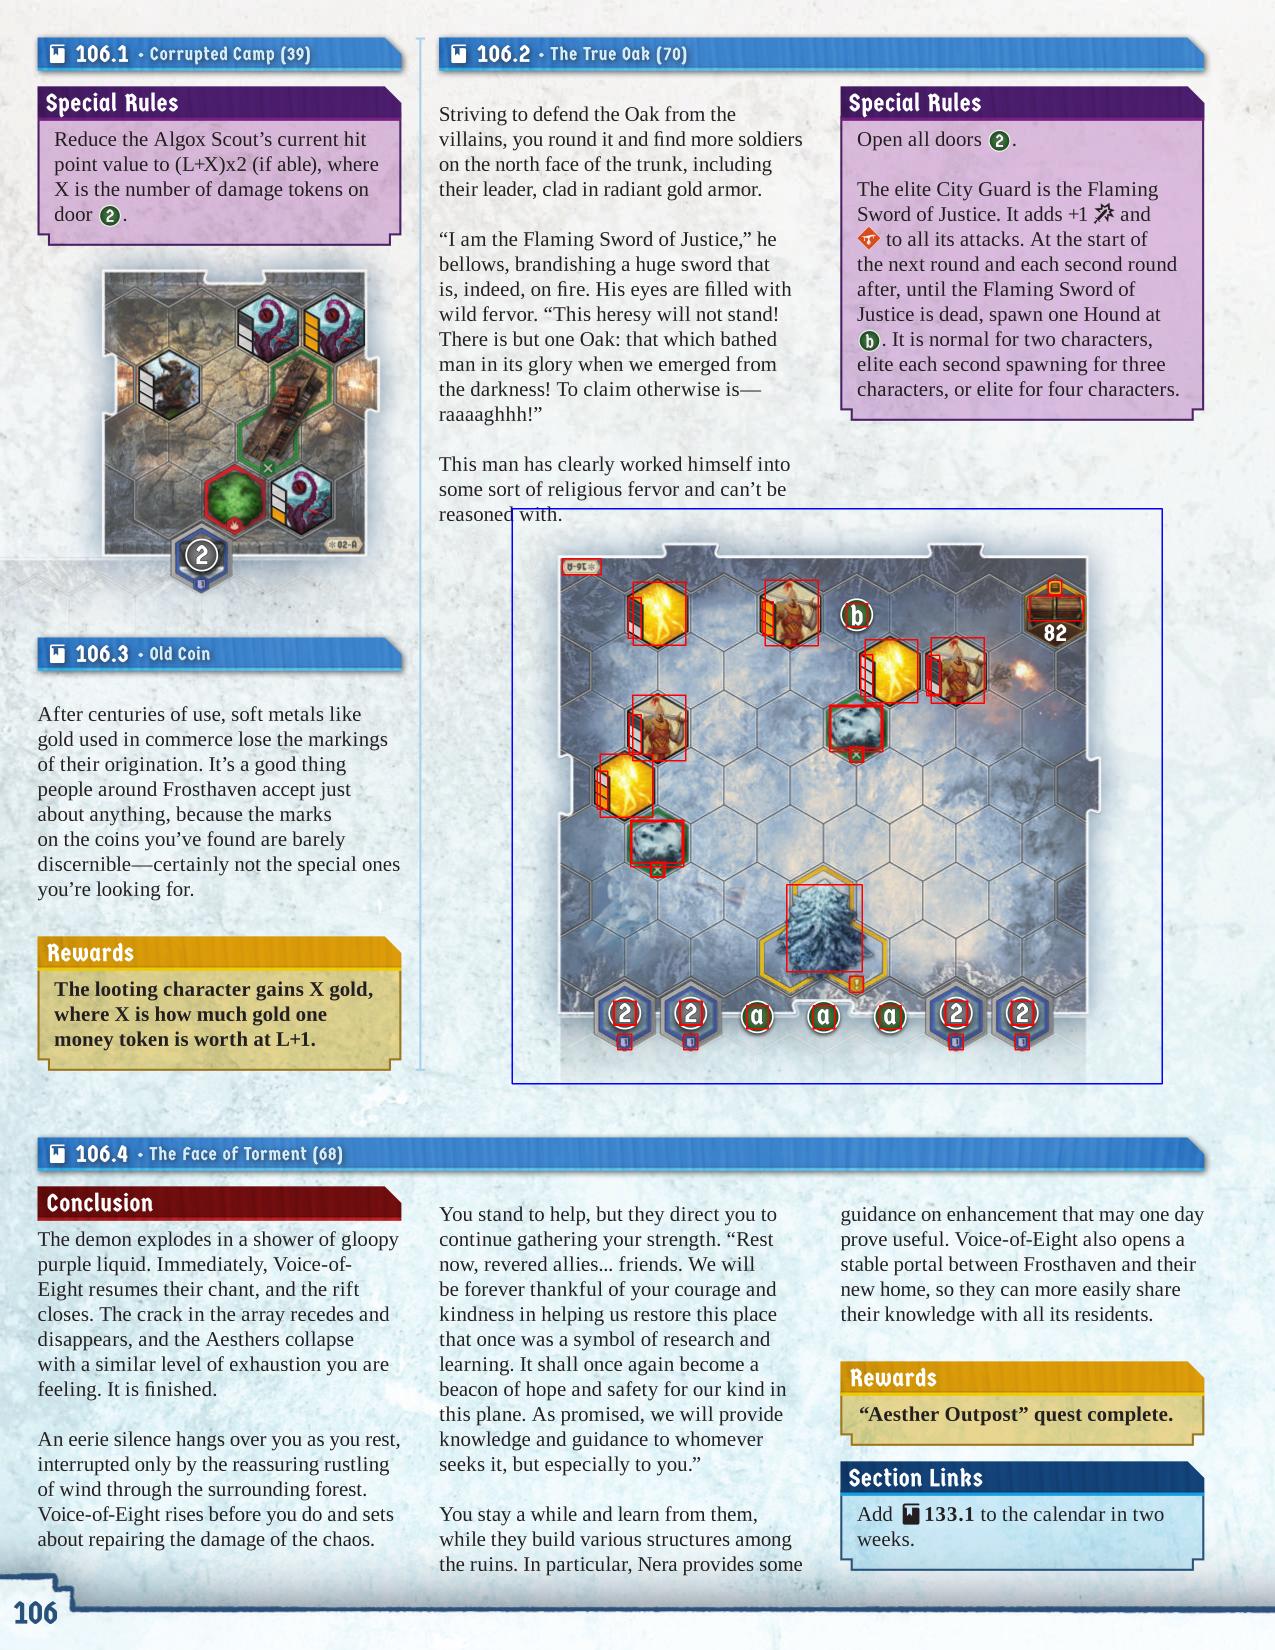 106.1 • Corrupted Camp (39)
Special Rules
Reduce the Algox Scout’s current hit
point value to (L+X)x2 (if able), where
X is the number of damage tokens on
door 2.
2
02-A
106.3 • Old Coin
After centuries of use, soft metals like
gold used in commerce lose the markings
of their origination. It’s a good thing
people around Frosthaven accept just
about anything, because the marks
on the coins you’ve found are barely
discernible—certainly not the special ones
you’re looking for.
Rewards
The looting character gains X gold,
where X is how much gold one
money token is worth at L+1.
106.2 • The True Oak (70)
Striving to defend the Oak from the
villains, you round it and find more soldiers
on the north face of the trunk, including
their leader, clad in radiant gold armor.
“I am the Flaming Sword of Justice,” he
bellows, brandishing a huge sword that
is, indeed, on fire. His eyes are filled with
wild fervor. “This heresy will not stand!
There is but one Oak: that which bathed
man in its glory when we emerged from
the darkness! To claim otherwise is—
raaaaghhh!”
This man has clearly worked himself into
some sort of religious fervor and can’t be
reasoned with.
Special Rules
Open all doors 2.
The elite City Guard is the Flaming
Sword of Justice. It adds +1 and
to all its attacks. At the start of
the next round and each second round
after, until the Flaming Sword of
Justice is dead, spawn one Hound at
b. It is normal for two characters,
elite each second spawning for three
characters, or elite for four characters.
16-A
b
82
!
2 2 a a a 2 2
106.4 • The Face of Torment (68)
Conclusion
The demon explodes in a shower of gloopy
purple liquid. Immediately, Voice-of-
Eight resumes their chant, and the rift
closes. The crack in the array recedes and
disappears, and the Aesthers collapse
with a similar level of exhaustion you are
feeling. It is finished.
An eerie silence hangs over you as you rest,
interrupted only by the reassuring rustling
of wind through the surrounding forest.
Voice-of-Eight rises before you do and sets
about repairing the damage of the chaos.
You stand to help, but they direct you to
continue gathering your strength. “Rest
now, revered allies... friends. We will
be forever thankful of your courage and
kindness in helping us restore this place
that once was a symbol of research and
learning. It shall once again become a
beacon of hope and safety for our kind in
this plane. As promised, we will provide
knowledge and guidance to whomever
seeks it, but especially to you.”
You stay a while and learn from them,
while they build various structures among
the ruins. In particular, Nera provides some
guidance on enhancement that may one day
prove useful. Voice-of-Eight also opens a
stable portal between Frosthaven and their
new home, so they can more easily share
their knowledge with all its residents.
Rewards
“Aesther Outpost” quest complete.
Section Links
Add 133.1 to the calendar in two
weeks.
106